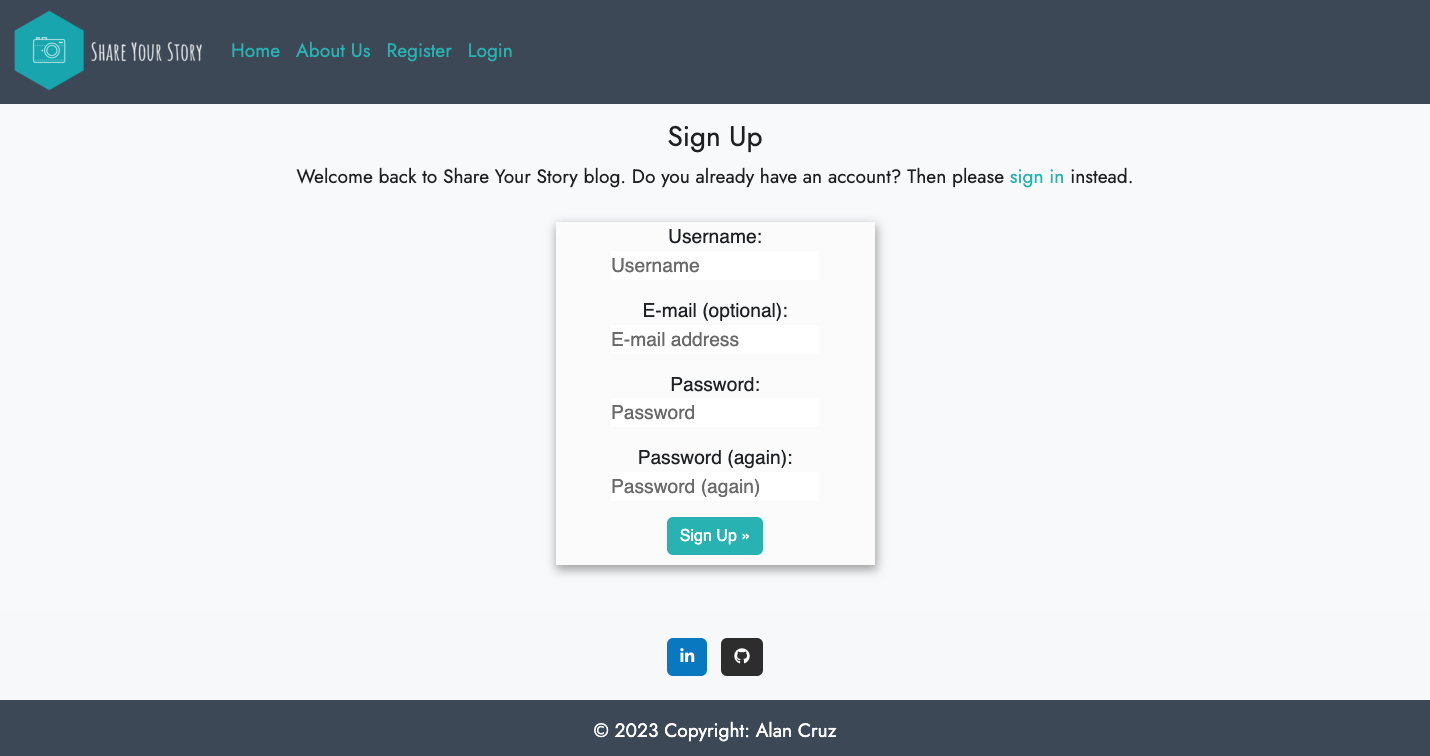 Share Your Story
Home About Us Register Login
Sign Up
Welcome back to Share Your Story blog. Do you already have an account? Then please sign in instead.
Username:
Username
E-mail (optional):
E-mail address
Password:
Password
Password (again):
Password (again)
Sign Up »
in
© 2023 Copyright: Alan Cruz